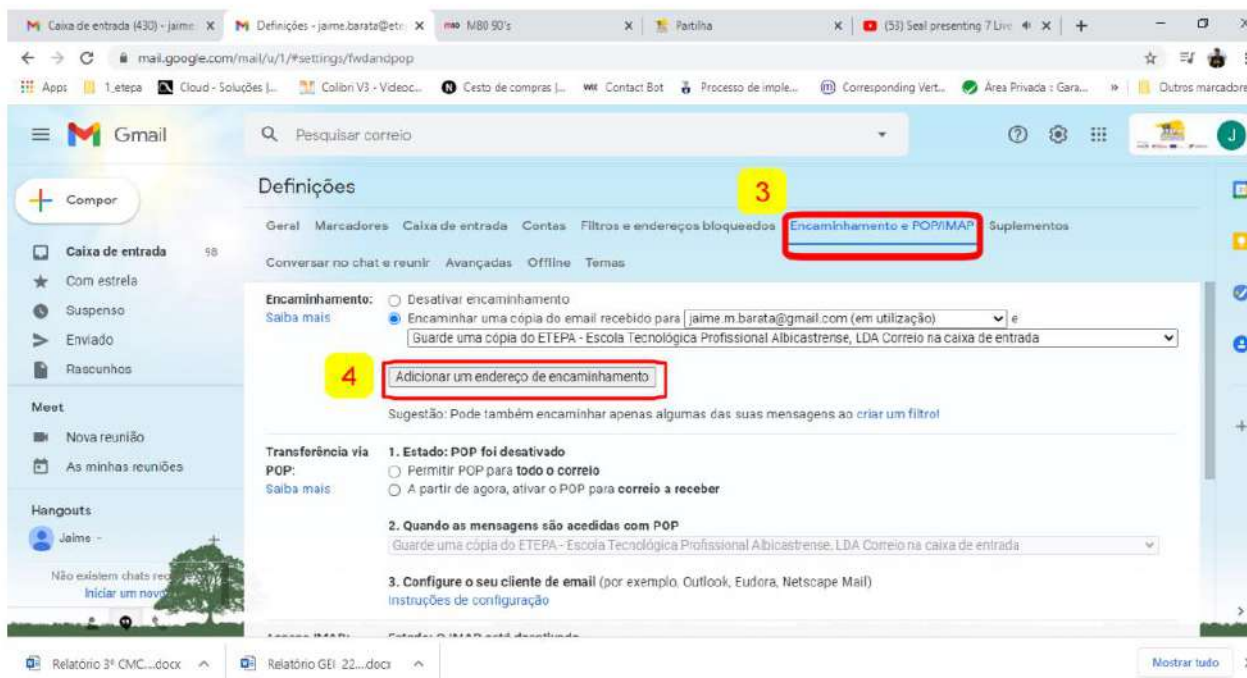 Caixa de entrada (430) - jaime
Definições - jaime.barata@ete
M80 M80 90's
Partilha
(53) Seal presenting 7 Live
mail.google.com/mail/u/1/#settings/fwdandpop
Apps 1_etepa Cloud - Soluções |... Colibri V3 - Videoc... Cesto de compras |... WIX Contact Bot Processo de imple... Corresponding Vert... Área Privada : Gara... » Outros marcadore
Gmail
Pesquisar correio
J
Compor
Caixa de entrada 98
Com estrela
Suspenso
Enviado
Rascunhos
Meet
Nova reunião
As minhas reuniões
Hangouts
Jaime -
Não existem chats rec
Iniciar um novo
Definições
3
Geral Marcadores Caixa de entrada Contas Filtros e endereços bloqueados Encaminhamento e POP/IMAP Suplementos
Conversar no chat e reunir Avançadas Offline Temas
Encaminhamento:
Saiba mais
Desativar encaminhamento
Encaminhar uma cópia do email recebido para jaime.m.barata@gmail.com (em utilização) e
Guarde uma cópia do ETEPA - Escola Tecnológica Profissional Albicastrense, LDA Correio na caixa de entrada
4 Adicionar um endereço de encaminhamento
Sugestão: Pode também encaminhar apenas algumas das suas mensagens ao criar um filtro!
Transferência via
POP:
Saiba mais
1. Estado: POP foi desativado
Permitir POP para todo o correio
A partir de agora, ativar o POP para correio a receber
2. Quando as mensagens são acedidas com POP
Guarde uma cópia do ETEPA - Escola Tecnológica Profissional Albicastrense, LDA Correio na caixa de entrada
3. Configure o seu cliente de email (por exemplo, Outlook, Eudora, Netscape Mail)
Instruções de configuração
Relatório 3º CMC....docx
Relatório GEI 22....docx
Mostrar tudo